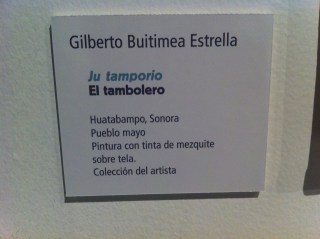 Gilberto Buitimea Estrella
Ju tamporio
El tambolero
Huatabampo, Sonora
Pueblo mayo
Pintura con tinta de mezquite
sobre tela.
Colección del artista